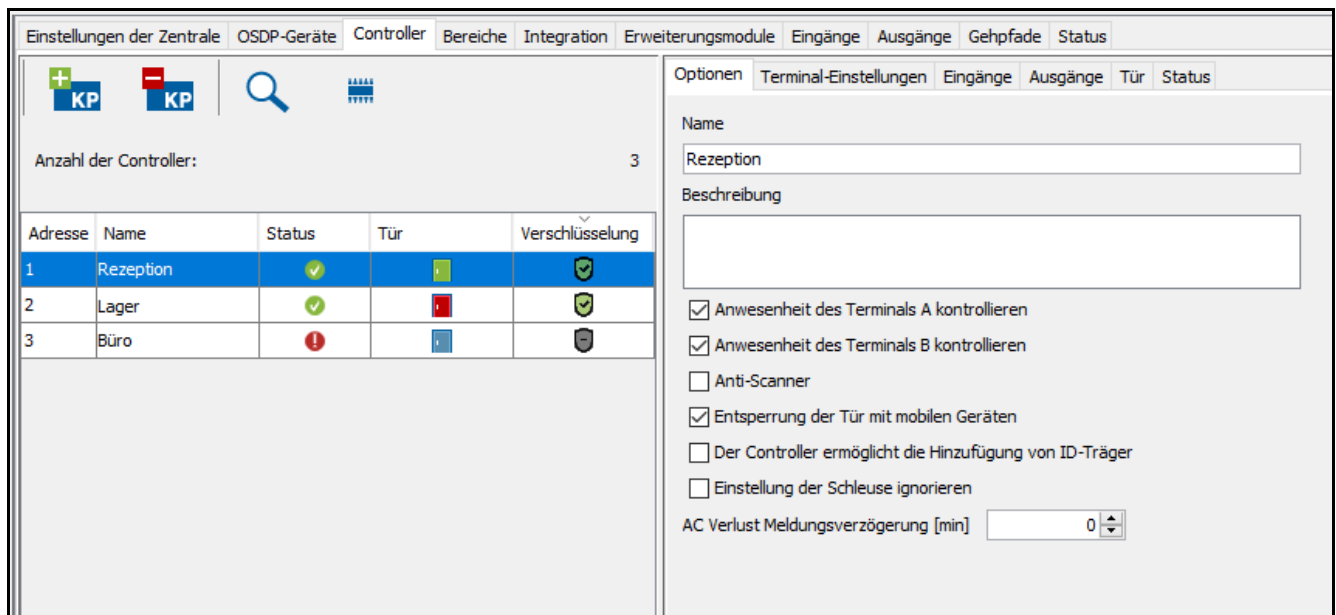 Einstellungen der Zentrale OSDP-Geräte Controller Bereiche Integration Erweiterungsmodule Eingänge Ausgänge Gehpfade Status
KP KP
Anzahl der Controller: 3
Adresse Name Status Tür Verschlüsselung
1 Rezeption
2 Lager
3 Büro
Optionen Terminal-Einstellungen Eingänge Ausgänge Tür Status
Name
Rezeption
Beschreibung
Anwesenheit des Terminals A kontrollieren
Anwesenheit des Terminals B kontrollieren
Anti-Scanner
Entsperrung der Tür mit mobilen Geräten
Der Controller ermöglicht die Hinzufügung von ID-Träger
Einstellung der Schleuse ignorieren
AC Verlust Meldungsverzögerung [min] 0